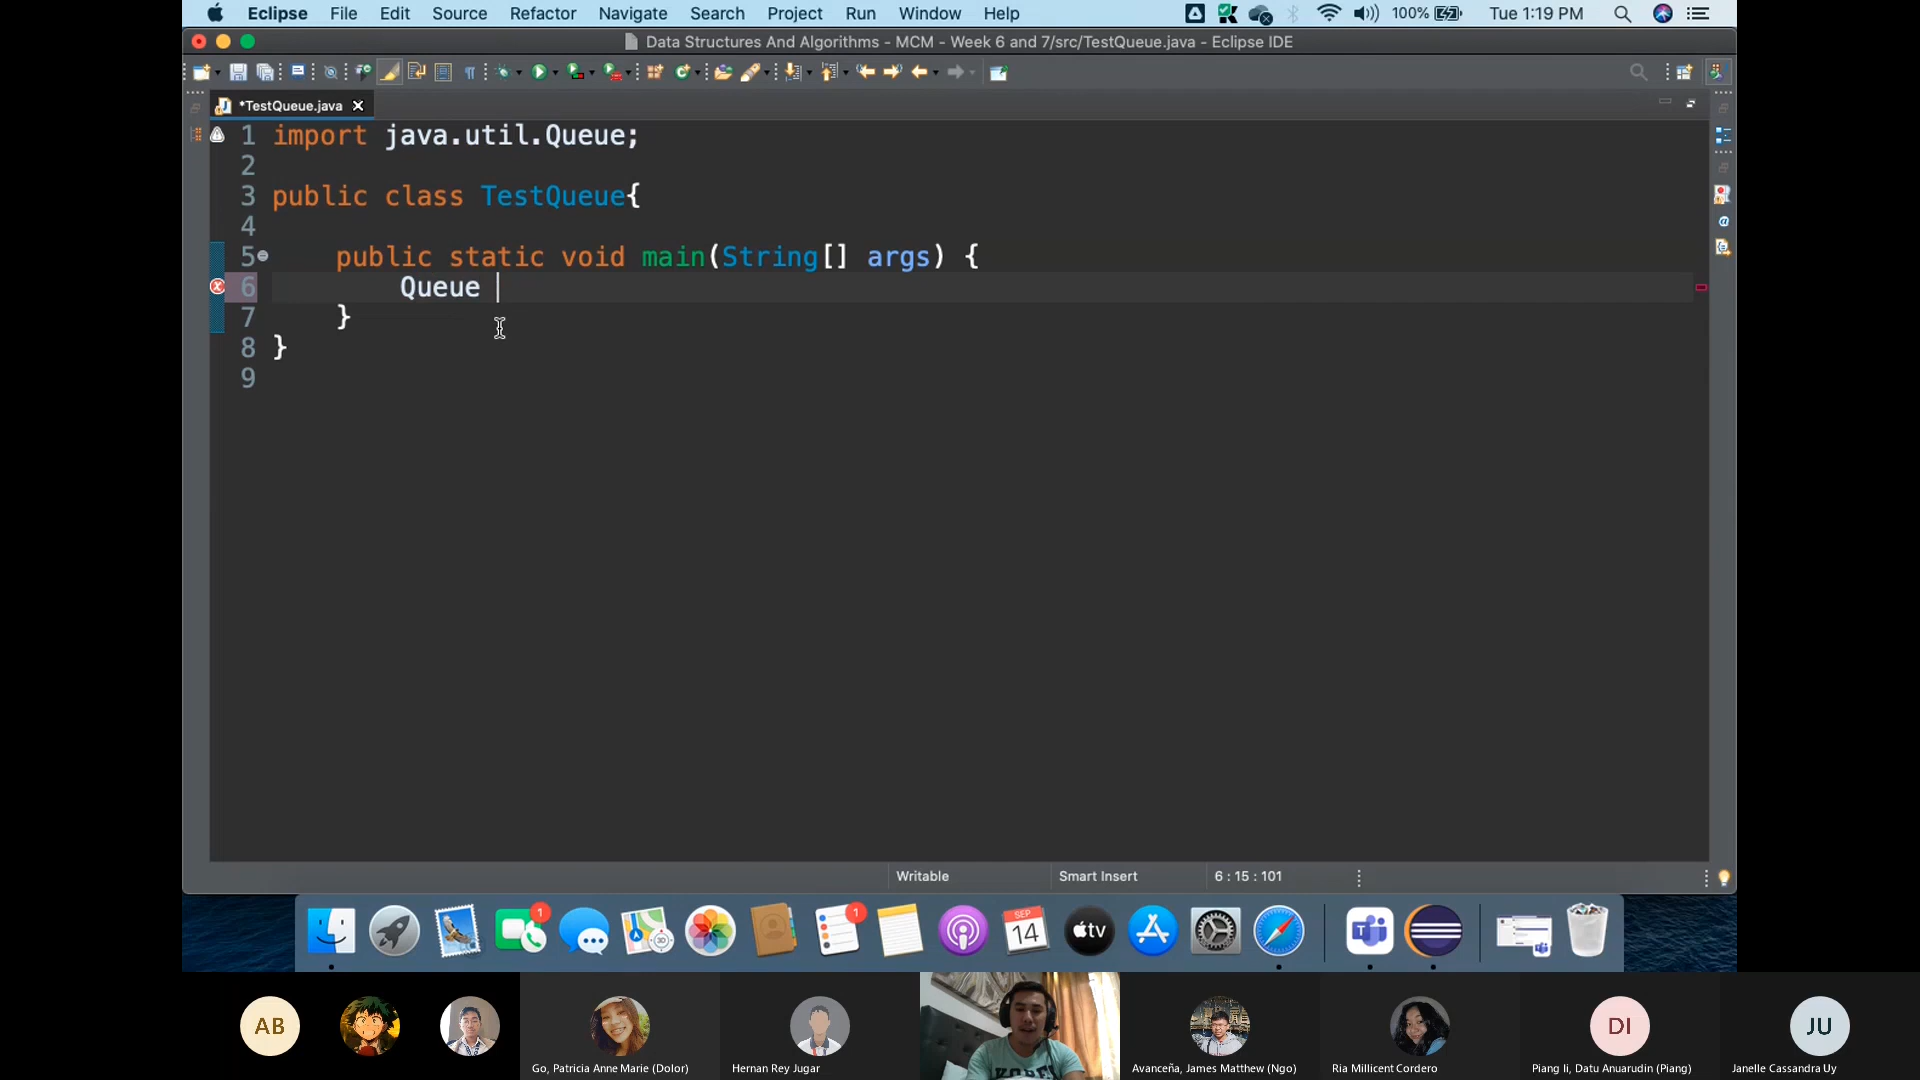 Eclipse File Edit Source Refactor Navigate Search Project Run Window Help 100% Tue 1:19 PM
Data Structures And Algorithms - MCM - Week 6 and 7/src/TestQueue.java - Eclipse IDE
*TestQueue.java
1 import java.util.Queue;
2
3 public class TestQueue{
4
5 public static void main(String[] args) {
6 Queue
7 }
8 }
9
Writable Smart Insert 6 : 15 : 101
1 1 SEP 14 tv
AB DI JU
Go, Patricia Anne Marie (Dolor) Hernan Rey Jugar Avanceña, James Matthew (Ngo) Ria Millicent Cordero Piang Ii, Datu Anuarudin (Piang) Janelle Cassandra Uy